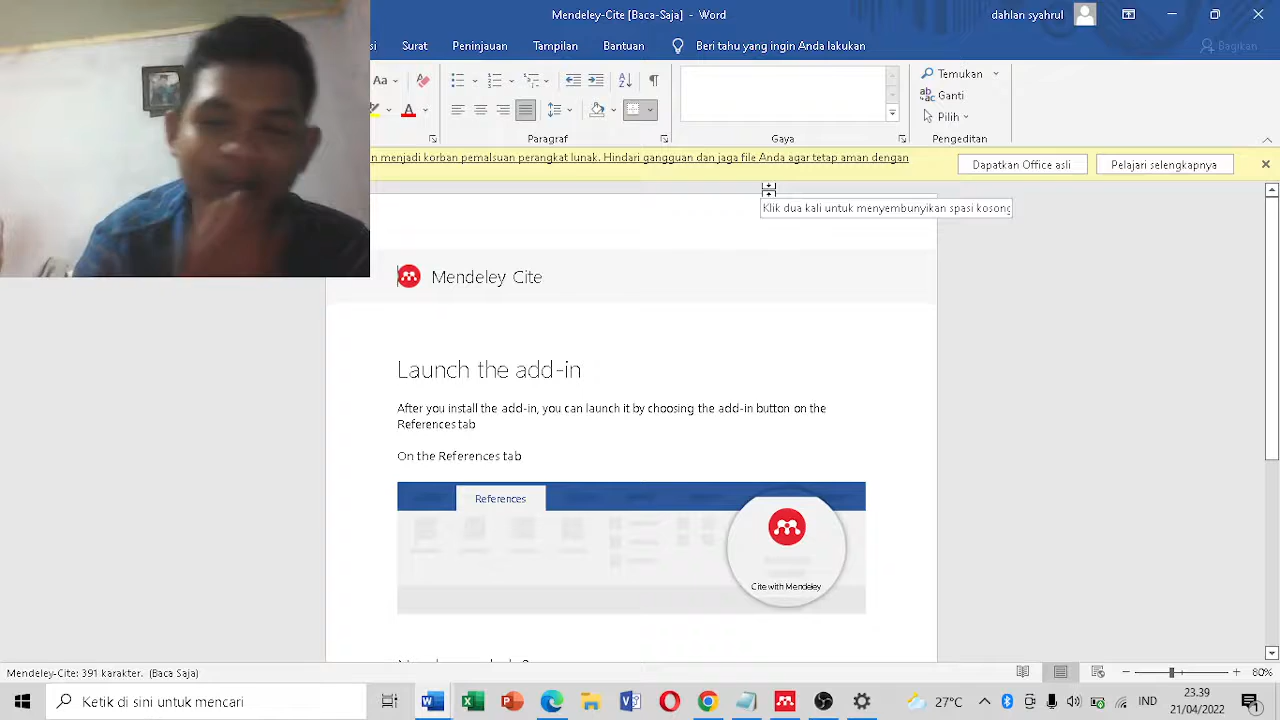 Mendeley-Cite [Baca-Saja] - Word
dahlan syahrul
Surat
Peninjauan
Tampilan
Bantuan
Beri tahu yang ingin Anda lakukan
Bagikan
Aa
Temukan
Ganti
Pilih
Paragraf
Gaya
Pengeditan
n menjadi korban pemalsuan perangkat lunak. Hindari gangguan dan jaga file Anda agar tetap aman dengan
Dapatkan Office asli
Pelajari selengkapnya
Klik dua kali untuk menyembunyikan spasi kosong
Mendeley Cite
Launch the add-in
After you install the add-in, you can launch it by choosing the add-in button on the
References tab
On the References tab
References
Cite with Mendeley
Mendeley-Cite: 391 karakter. (Baca Saja)
80%
Ketik di sini untuk mencari
27°C
IND
23.39
21/04/2022